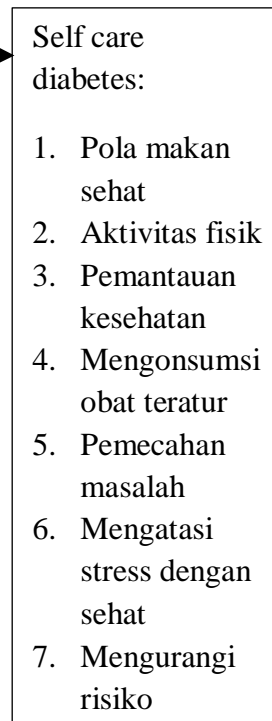 Self care
diabetes:
1. Pola makan
sehat
2. Aktivitas fisik
3. Pemantauan
kesehatan
4. Mengonsumsi
obat teratur
5. Pemecahan
masalah
6. Mengatasi
stress dengan
sehat
7. Mengurangi
risiko